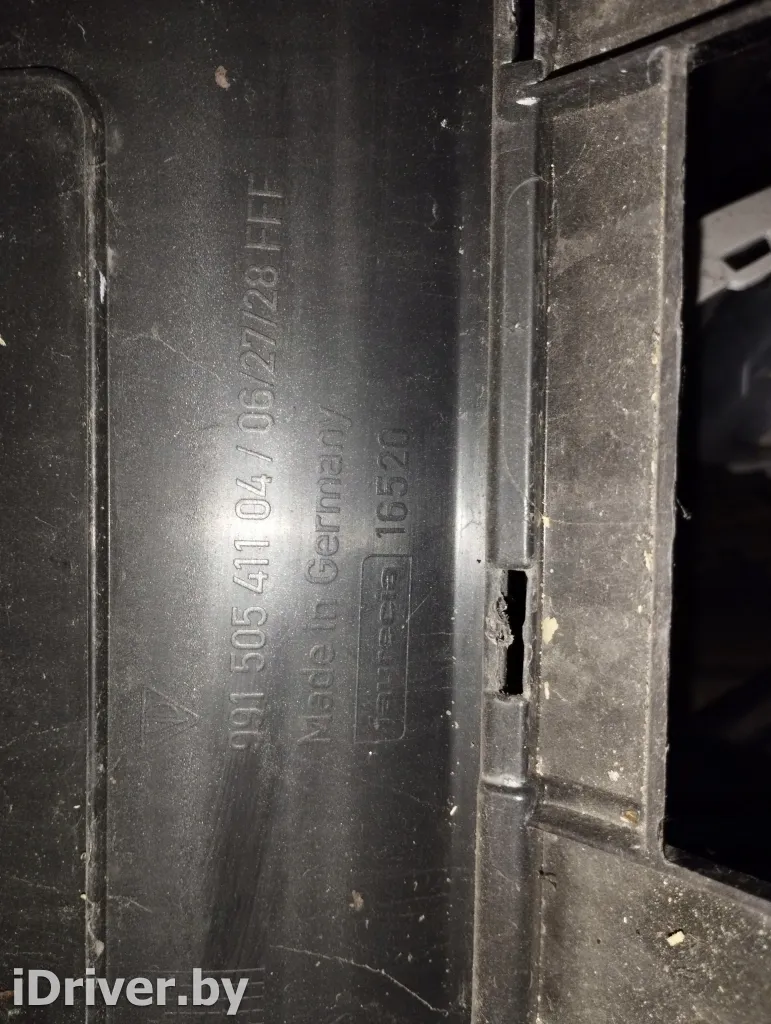 991 505 411 04 / 06/27/28 FFF
Made in Germany
faurecia 16520
iDriver.by